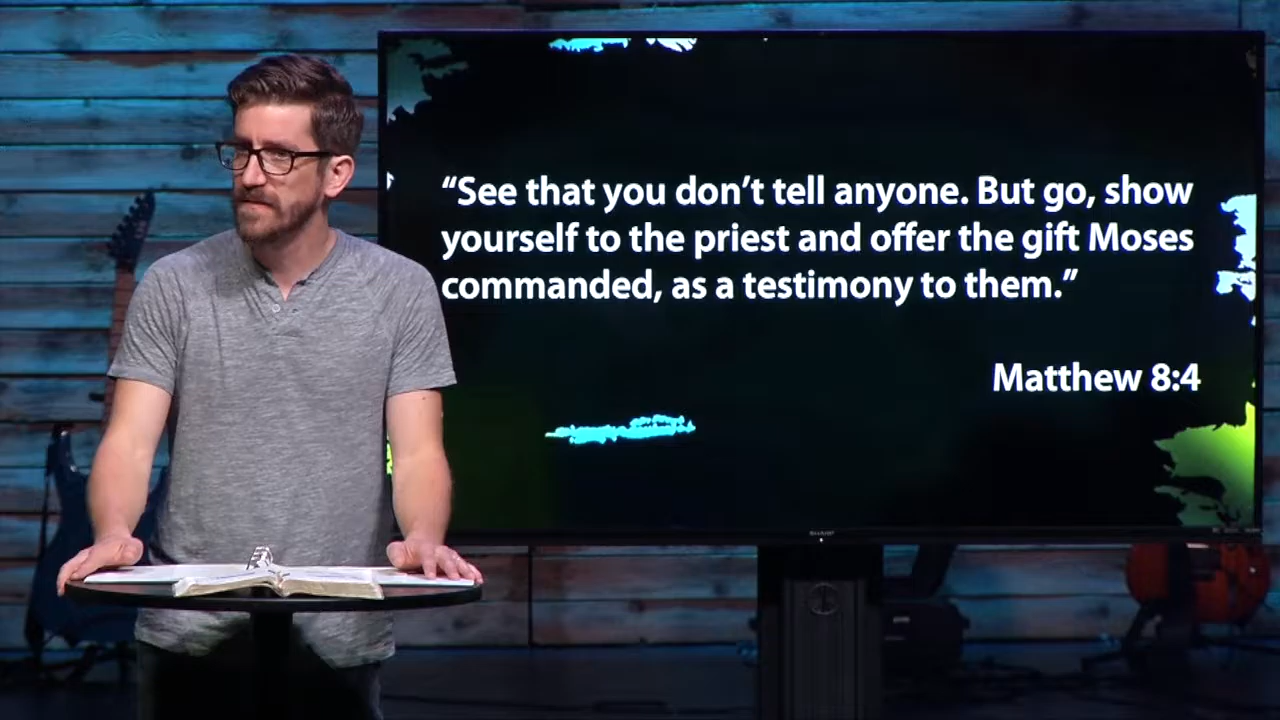 “See that you don’t tell anyone. But go, show
yourself to the priest and offer the gift Moses
commanded, as a testimony to them.”
Matthew 8:4
SHARP